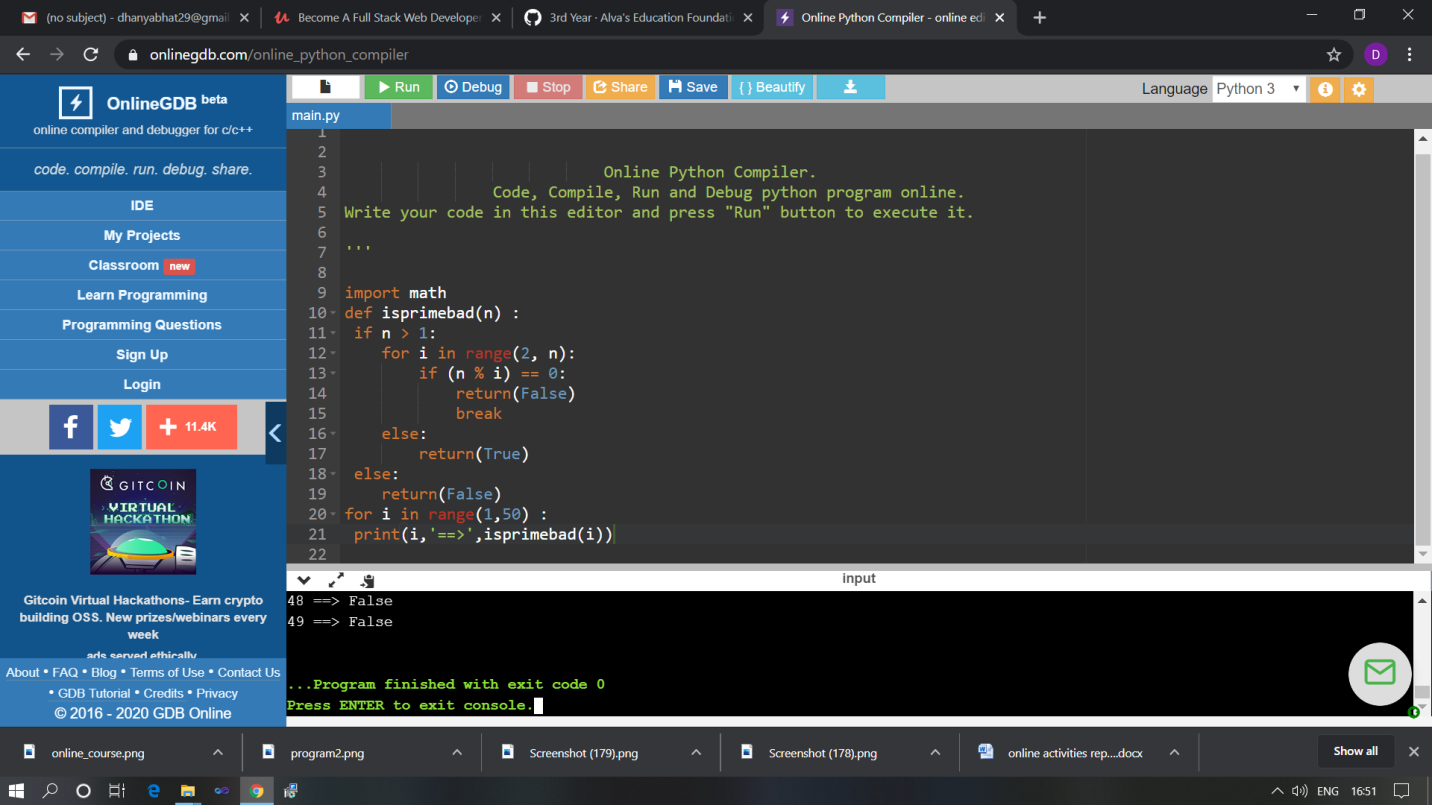 (no subject) - dhanyabhat29@gmail
Become A Full Stack Web Developer
3rd Year · Alva's Education Foundatio
Online Python Compiler - online edi
onlinegdb.com/online_python_compiler
D
OnlineGDB beta
online compiler and debugger for c/c++
code. compile. run. debug. share.
IDE
My Projects
Classroom new
Learn Programming
Programming Questions
Sign Up
Login
11.4K
GITCOIN
VIRTUAL
HACKATHON
Gitcoin Virtual Hackathons- Earn crypto
building OSS. New prizes/webinars every
week
ads served ethically
About • FAQ • Blog • Terms of Use • Contact Us
• GDB Tutorial • Credits • Privacy
© 2016 - 2020 GDB Online
Run Debug Stop Share Save { } Beautify
Language Python 3
main.py
1
2
3 Online Python Compiler.
4 Code, Compile, Run and Debug python program online.
5 Write your code in this editor and press "Run" button to execute it.
6
7 '''
8
9 import math
10 def isprimebad(n) :
11 if n > 1:
12 for i in range(2, n):
13 if (n % i) == 0:
14 return(False)
15 break
16 else:
17 return(True)
18 else:
19 return(False)
20 for i in range(1,50) :
21 print(i,'==>',isprimebad(i))
22
input
48 ==> False
49 ==> False
...Program finished with exit code 0
Press ENTER to exit console.
online_course.png
program2.png
Screenshot (179).png
Screenshot (178).png
online activities rep....docx
Show all
ENG 16:51